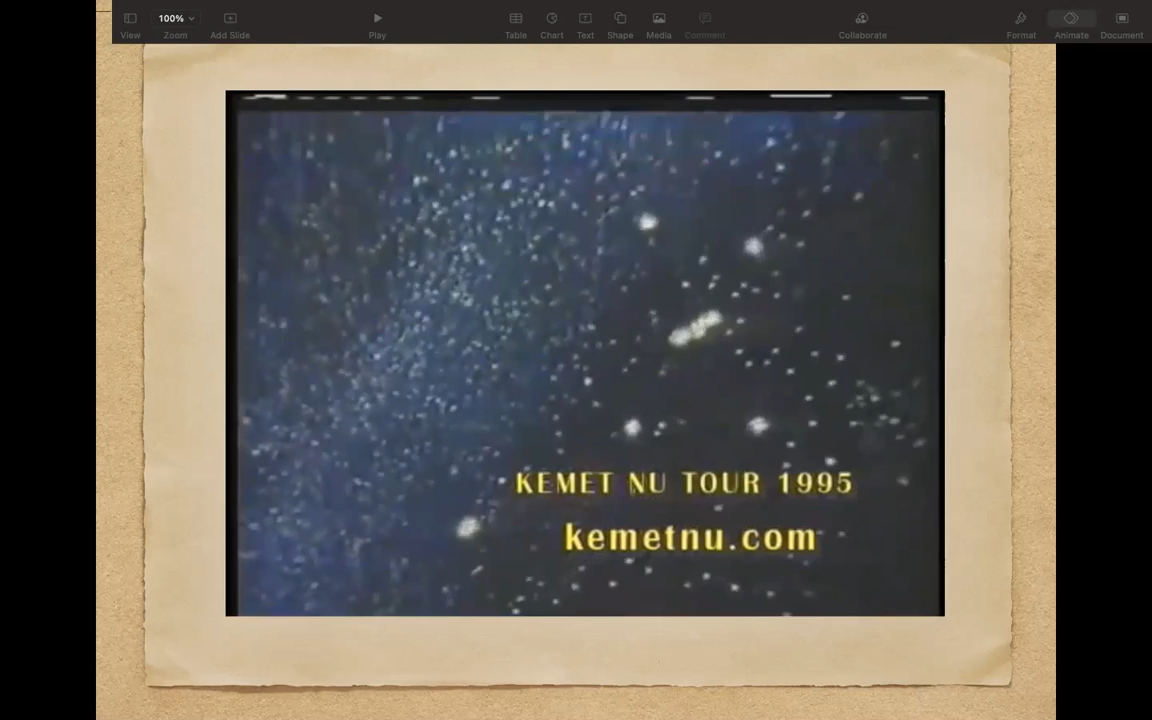 100%
View
Zoom
Add Slide
Play
Table
Chart
Text
Shape
Media
Comment
Collaborate
Format
Animate
Document
KEMET NU TOUR 1995
kemetnu.com